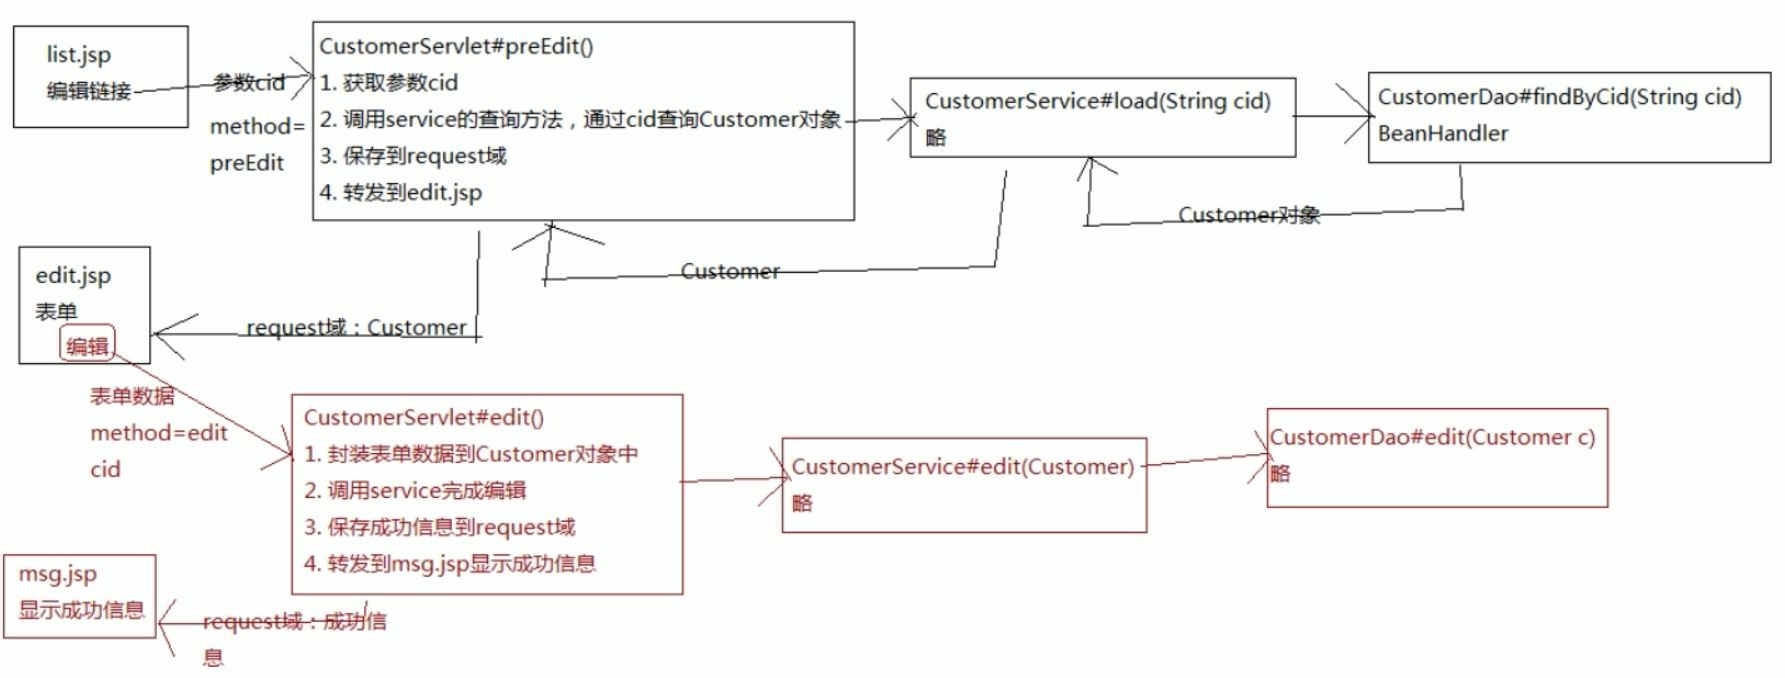 list.jsp
编辑链接
参数cid
method=
preEdit
CustomerServlet#preEdit()
1. 获取参数cid
2. 调用service的查询方法，通过cid查询Customer对象
3. 保存到request域
4. 转发到edit.jsp
CustomerService#load(String cid)
略
CustomerDao#findByCid(String cid)
BeanHandler
Customer对象
Customer
request域：Customer
edit.jsp
表单
编辑
表单数据
method=edit
cid
CustomerServlet#edit()
1. 封装表单数据到Customer对象中
2. 调用service完成编辑
3. 保存成功信息到request域
4. 转发到msg.jsp显示成功信息
CustomerService#edit(Customer)
略
CustomerDao#edit(Customer c)
略
msg.jsp
显示成功信息
request域：成功信
息